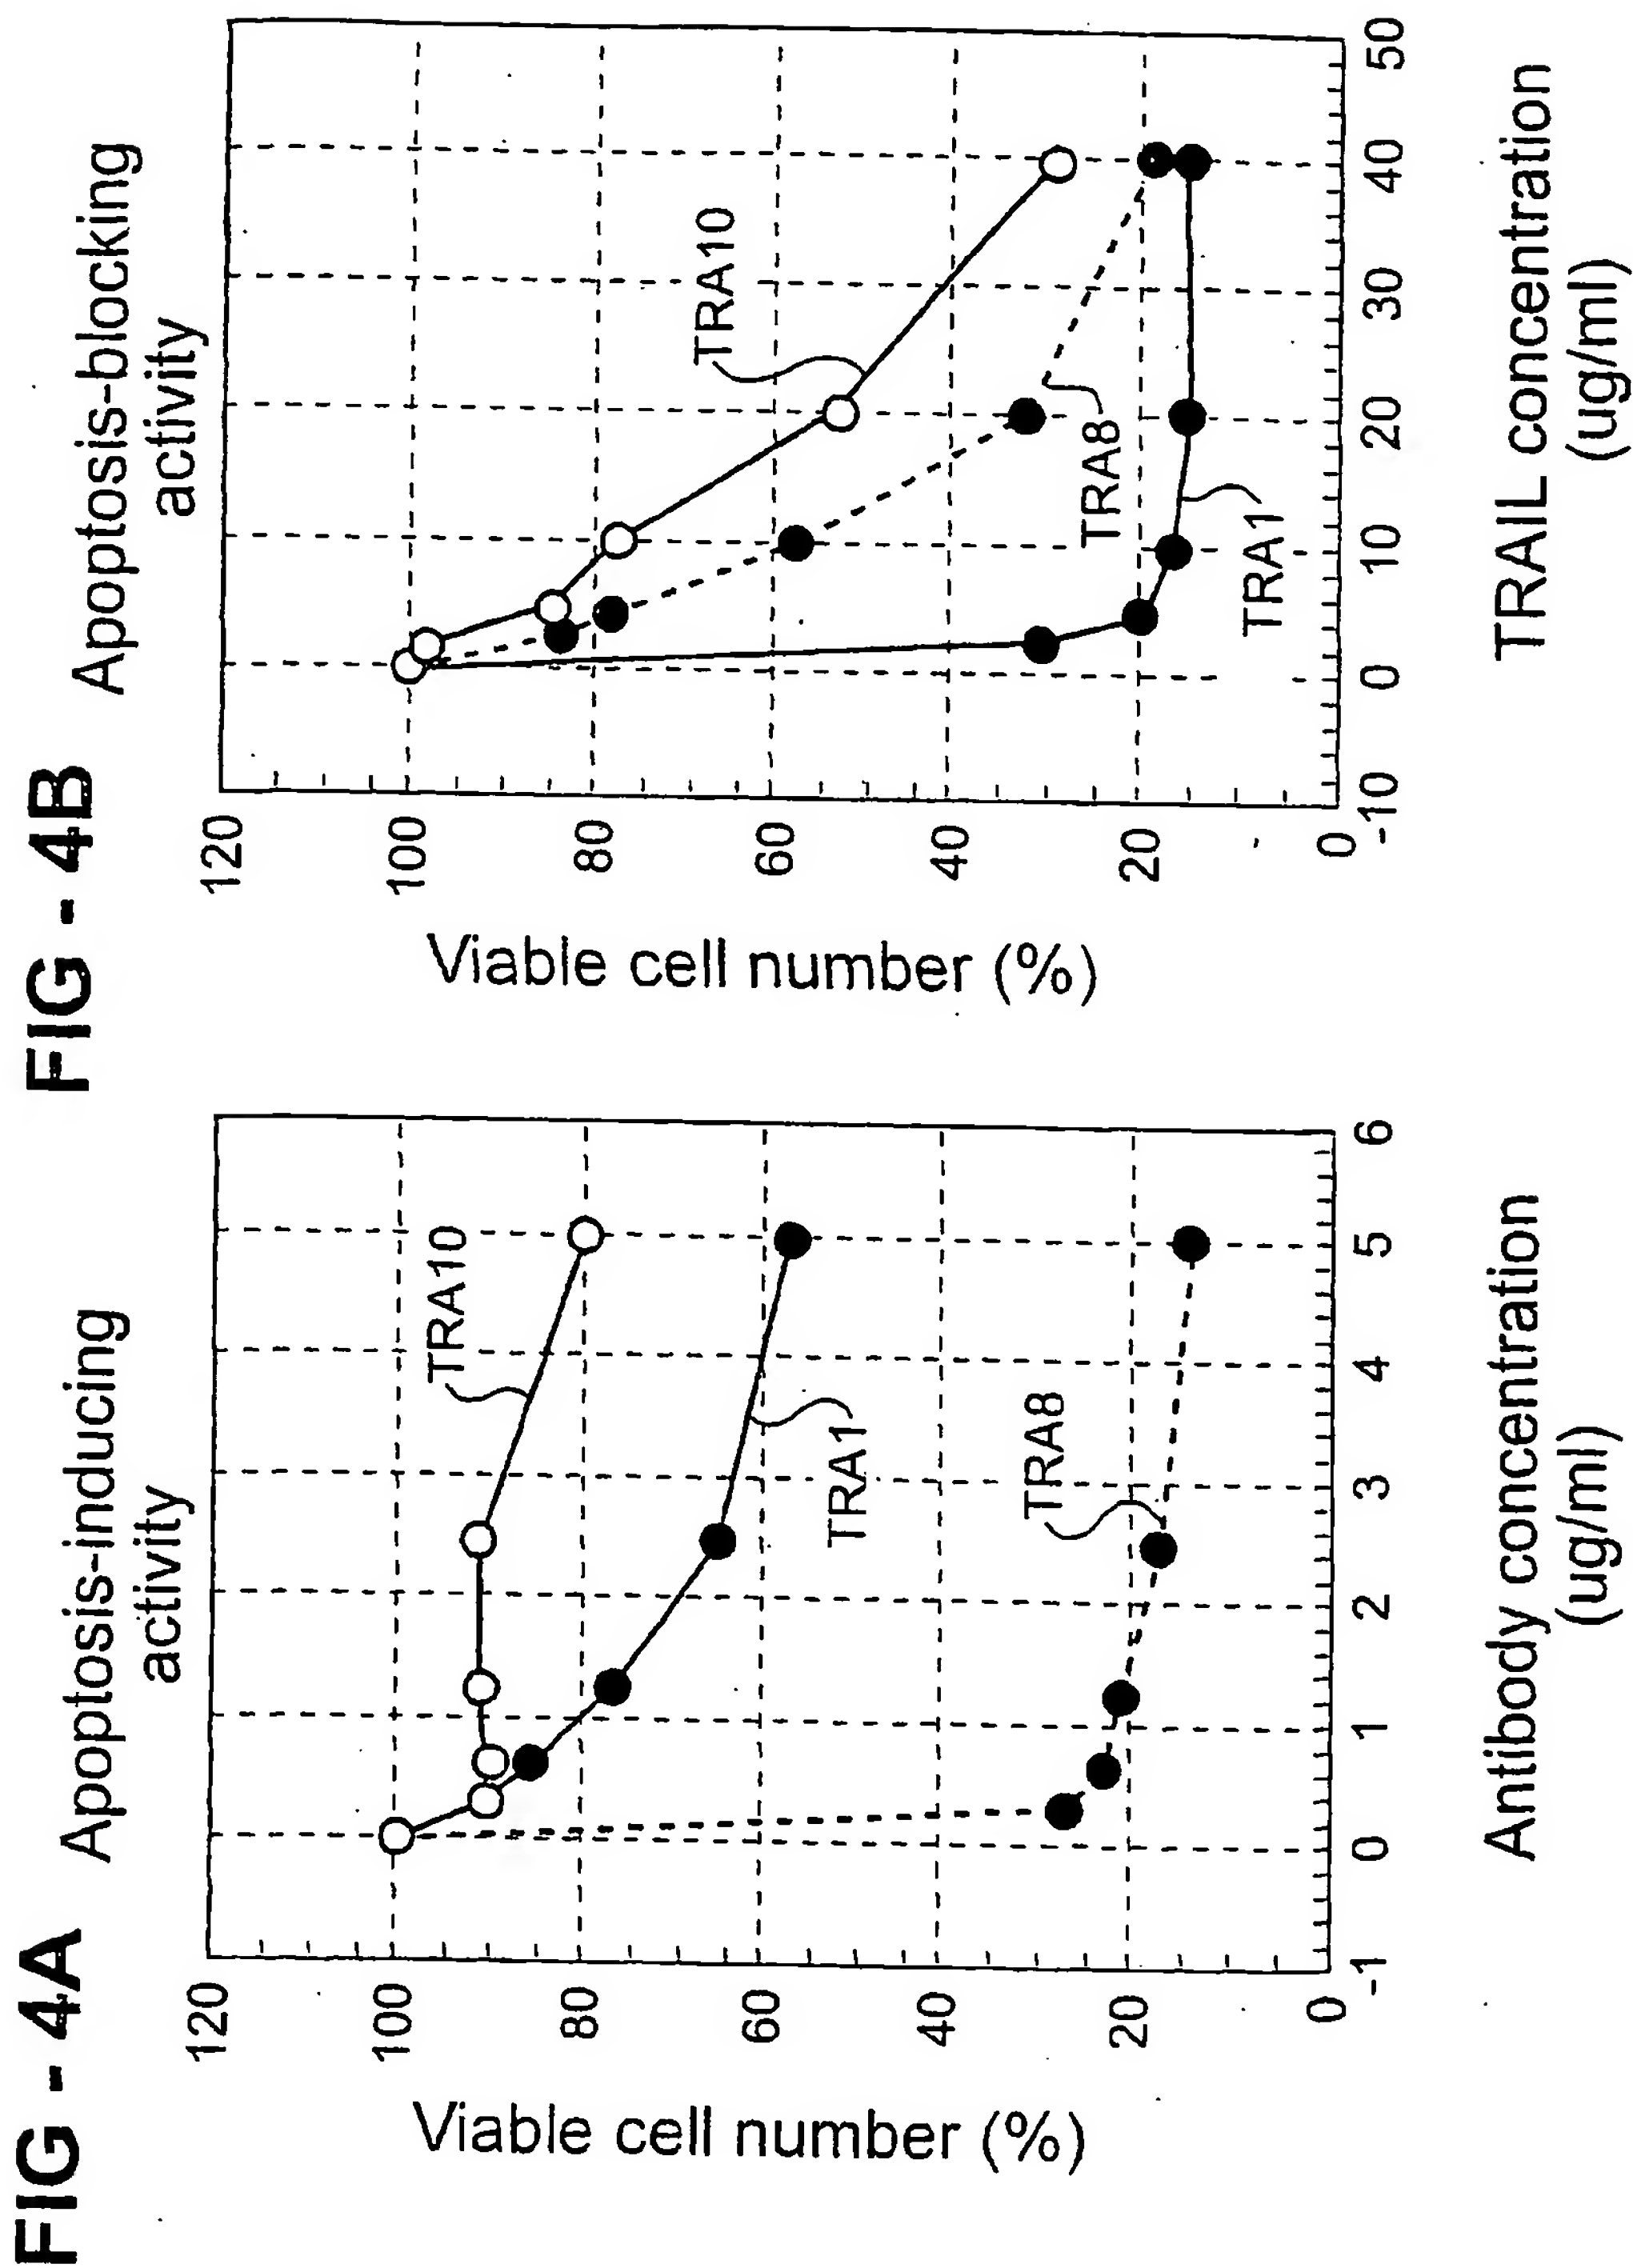 FIG - 4A
Apoptosis-inducing
activity
120
100
80
60
40
20
0
Viable cell number (%)
TRA10
TRA1
TRA8
-1
0
1
2
3
4
5
6
Antibody concentration
(ug/ml)
FIG - 4B
Apoptosis-blocking
activity
120
100
80
60
40
20
0
Viable cell number (%)
TRA10
TRA8
TRA1
-10
0
10
20
30
40
50
TRAIL concentration
(ug/ml)